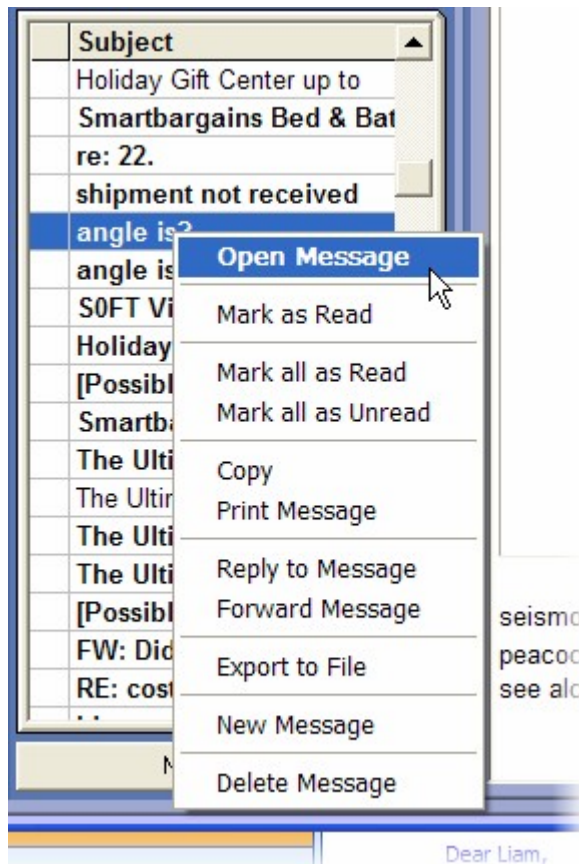 Subject
Holiday Gift Center up to
Smartbargains Bed & Bat
re: 22.
shipment not received
angle is?
angle is
S0FT Vi
Holiday
[Possibl
Smartba
The Ulti
The Ultir
The Ulti
The Ulti
[Possibl
FW: Did
RE: cost
Open Message
Mark as Read
Mark all as Read
Mark all as Unread
Copy
Print Message
Reply to Message
Forward Message
Export to File
New Message
Delete Message
seismo
peacoc
see alc
Dear Liam,